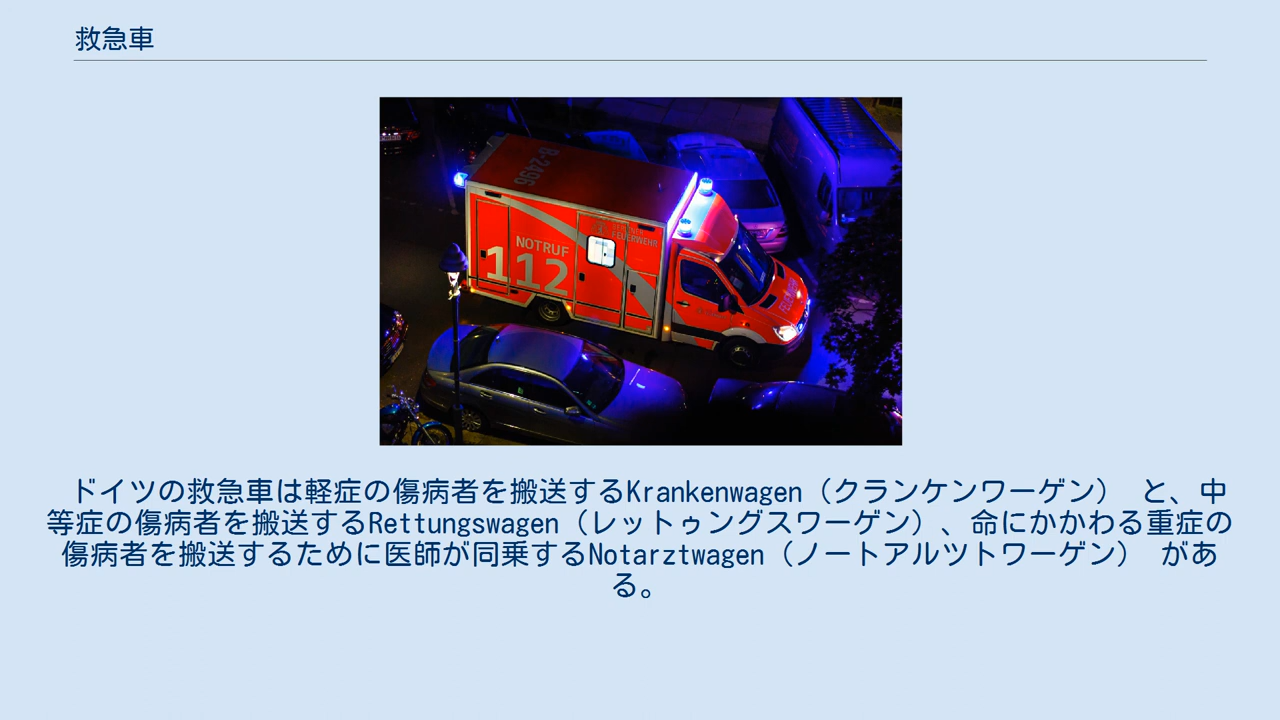 救急車
B-2496
NOTRUF
112
BERLINER
FEUERWEHR
ドイツの救急車は軽症の傷病者を搬送するKrankenwagen（クランケンワーゲン） と、中
等症の傷病者を搬送するRettungswagen（レットゥングスワーゲン）、命にかかわる重症の
傷病者を搬送するために医師が同乗するNotarztwagen（ノートアルツトワーゲン） があ
る。